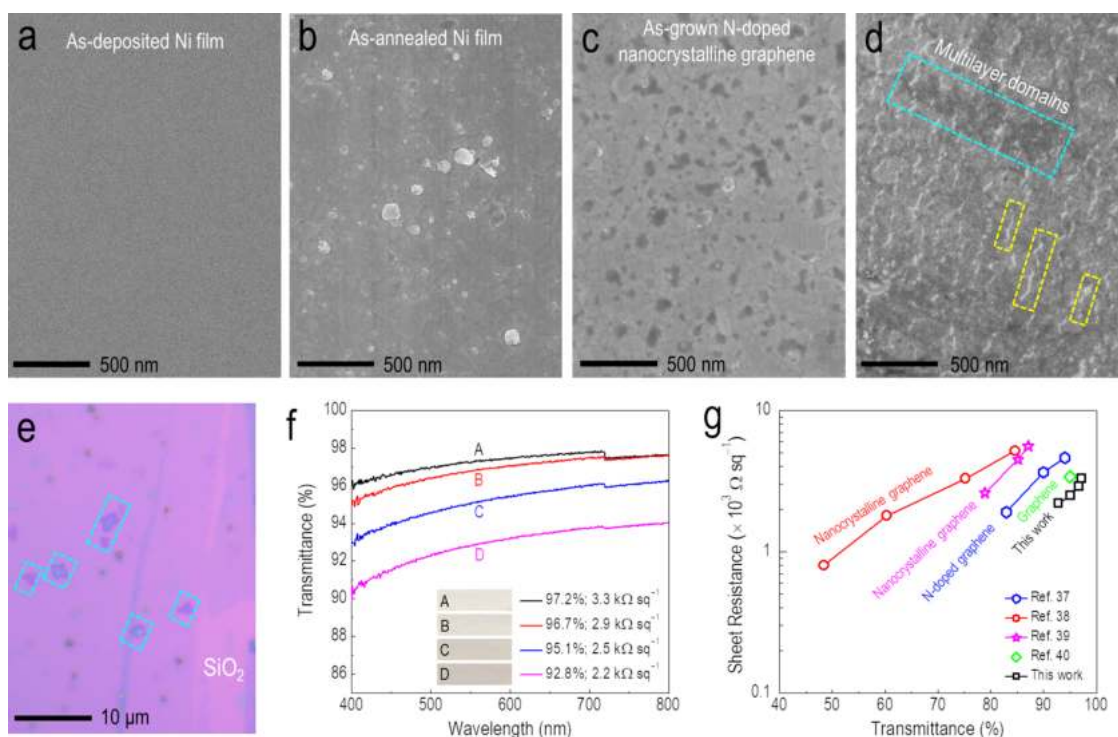 a
As-deposited Ni film
500 nm
b
As-annealed Ni film
500 nm
c
As-grown N-doped
nanocrystalline graphene
500 nm
d
Multilayer domains
500 nm
e
SiO₂
10 μm
f
Transmittance (%)
100
98
96
94
92
90
88
86
A
B
C
D
A
97.2%; 3.3 kΩ sq⁻¹
B
96.7%; 2.9 kΩ sq⁻¹
C
95.1%; 2.5 kΩ sq⁻¹
D
92.8%; 2.2 kΩ sq⁻¹
400 500 600 700 800
Wavelength (nm)
g
Sheet Resistance (× 10³ Ω sq⁻¹)
10
1
0.1
Nanocrystalline graphene
Nanocrystalline graphene
N-doped graphene
Graphene
This work
Ref. 37
Ref. 38
Ref. 39
Ref. 40
This work
40 50 60 70 80 90 100
Transmittance (%)